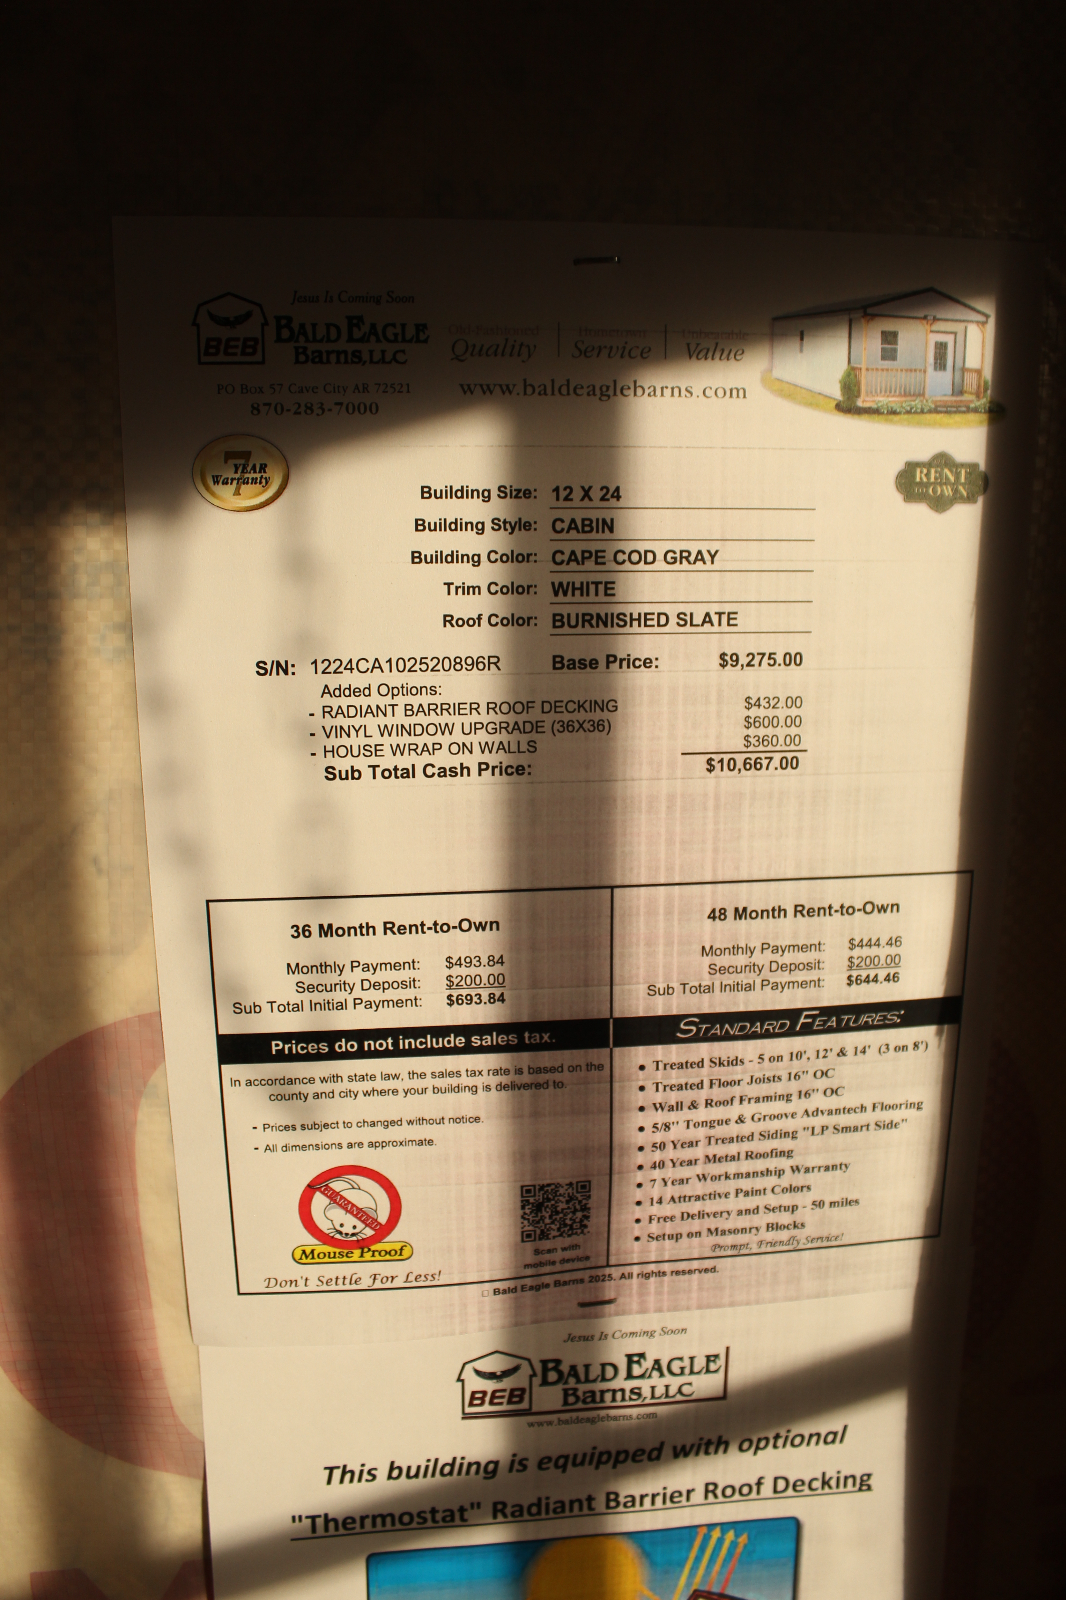 Jesus Is Coming Soon
BEB
BALD EAGLE
Barns, LLC
PO Box 57 Cave City AR 72521
870-283-7000
Old-Fashioned Quality | Hometown Service | Unbeatable Value
www.baldeaglebarns.com
7 YEAR
Warranty
RENT
TO OWN
Building Size: 12 X 24
Building Style: CABIN
Building Color: CAPE COD GRAY
Trim Color: WHITE
Roof Color: BURNISHED SLATE
S/N: 1224CA102520896R Base Price: $9,275.00
Added Options:
- RADIANT BARRIER ROOF DECKING $432.00
- VINYL WINDOW UPGRADE (36X36) $600.00
- HOUSE WRAP ON WALLS $360.00
Sub Total Cash Price: $10,667.00
36 Month Rent-to-Own
Monthly Payment: $493.84
Security Deposit: $200.00
Sub Total Initial Payment: $693.84
48 Month Rent-to-Own
Monthly Payment: $444.46
Security Deposit: $200.00
Sub Total Initial Payment: $644.46
Prices do not include sales tax.
In accordance with state law, the sales tax rate is based on the
county and city where your building is delivered to.
- Prices subject to changed without notice.
- All dimensions are approximate.
GUARANTEED
Mouse Proof
Don't Settle For Less!
Scan with
mobile device
STANDARD FEATURES:
• Treated Skids - 5 on 10', 12' & 14' (3 on 8')
• Treated Floor Joists 16" OC
• Wall & Roof Framing 16" OC
• 5/8" Tongue & Groove Advantech Flooring
• 50 Year Treated Siding "LP Smart Side"
• 40 Year Metal Roofing
• 7 Year Workmanship Warranty
• 14 Attractive Paint Colors
• Free Delivery and Setup - 50 miles
• Setup on Masonry Blocks
Prompt, Friendly Service!
□ Bald Eagle Barns 2025. All rights reserved.
Jesus Is Coming Soon
BEB
BALD EAGLE
Barns, LLC
www.baldeaglebarns.com
This building is equipped with optional
"Thermostat" Radiant Barrier Roof Decking